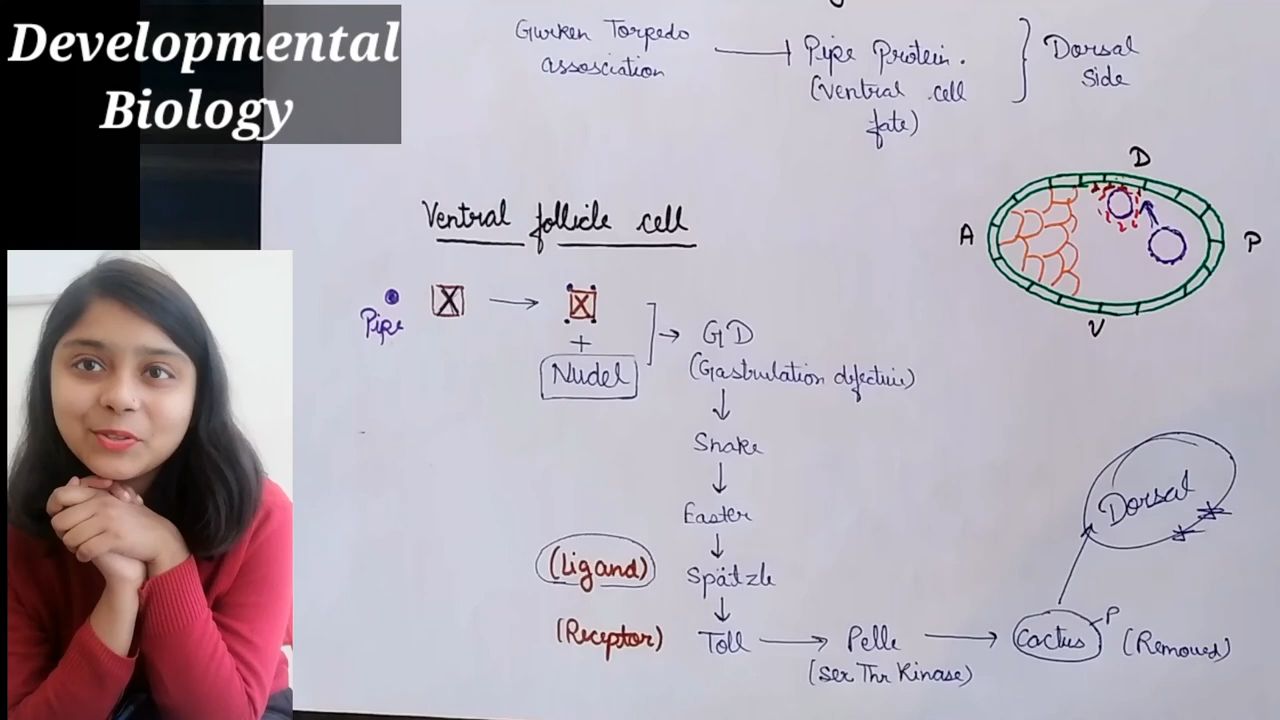 Developmental
Biology
Gurken Torpedo
assosciation
Pipe Protein.
(Ventral cell
fate)
Dorsal
Side
D
A
P
V
Ventral follicle cell
Pipe
X
X
+
Nudel
GD
(Gastrulation defective)
Snake
Easter
(Ligand)
Spätzle
(Receptor)
Toll
Pelle
(Ser Thr Kinase)
Cactus
P
(Removed)
Dorsal